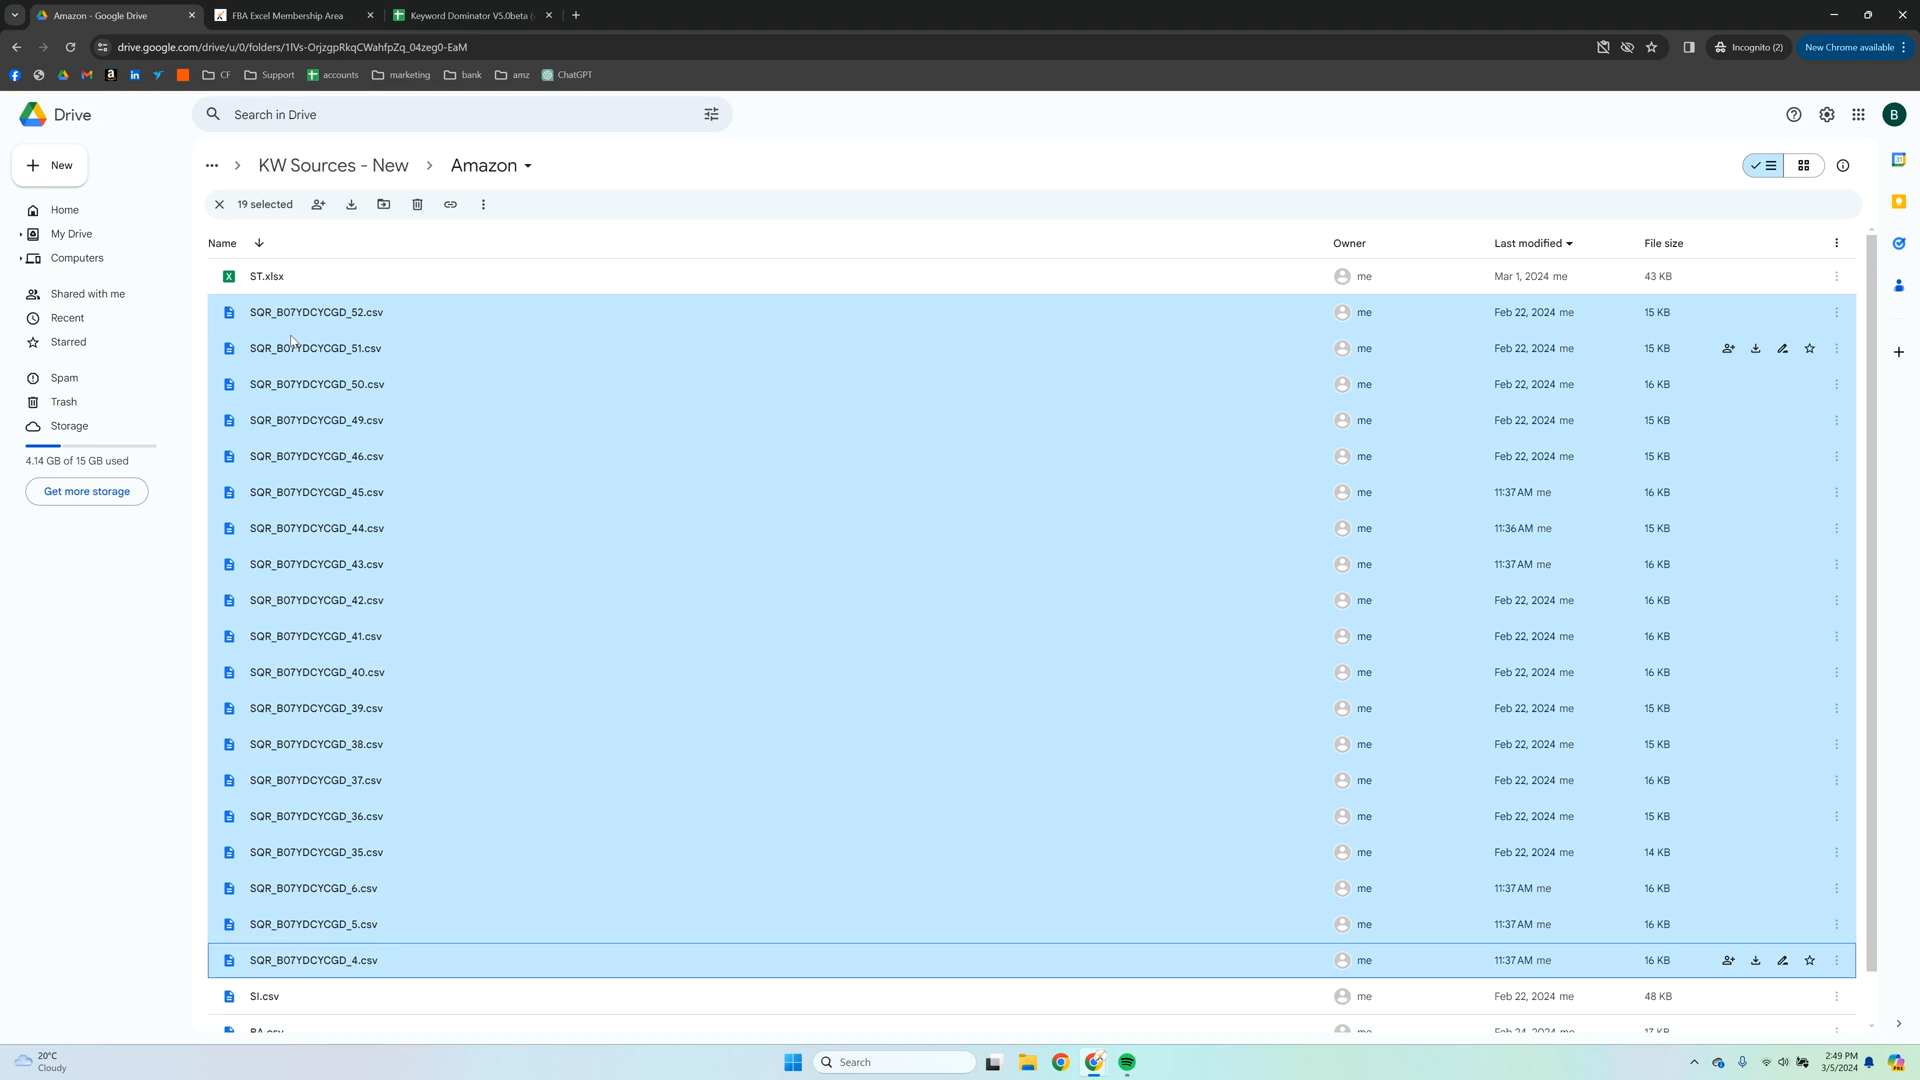 Amazon - Google Drive
FBA Excel Membership Area
Keyword Dominator V5.0beta
drive.google.com/drive/u/0/folders/1lVs-OrjzgpRkqCWahfpZq_04zeg0-EaM
Incognito (2)
New Chrome available
CF
Support
accounts
marketing
bank
amz
ChatGPT
Drive
Search in Drive
B
New
KW Sources - New
Amazon
19 selected
Home
My Drive
Computers
Shared with me
Recent
Starred
Spam
Trash
Storage
4.14 GB of 15 GB used
Get more storage
Name Owner Last modified File size
ST.xlsx me Mar 1, 2024 me 43 KB
SQR_B07YDCYCGD_52.csv me Feb 22, 2024 me 15 KB
SQR_B07YDCYCGD_51.csv me Feb 22, 2024 me 15 KB
SQR_B07YDCYCGD_50.csv me Feb 22, 2024 me 16 KB
SQR_B07YDCYCGD_49.csv me Feb 22, 2024 me 15 KB
SQR_B07YDCYCGD_46.csv me Feb 22, 2024 me 15 KB
SQR_B07YDCYCGD_45.csv me 11:37 AM me 16 KB
SQR_B07YDCYCGD_44.csv me 11:36 AM me 15 KB
SQR_B07YDCYCGD_43.csv me 11:37 AM me 16 KB
SQR_B07YDCYCGD_42.csv me Feb 22, 2024 me 16 KB
SQR_B07YDCYCGD_41.csv me Feb 22, 2024 me 16 KB
SQR_B07YDCYCGD_40.csv me Feb 22, 2024 me 16 KB
SQR_B07YDCYCGD_39.csv me Feb 22, 2024 me 15 KB
SQR_B07YDCYCGD_38.csv me Feb 22, 2024 me 15 KB
SQR_B07YDCYCGD_37.csv me Feb 22, 2024 me 16 KB
SQR_B07YDCYCGD_36.csv me Feb 22, 2024 me 15 KB
SQR_B07YDCYCGD_35.csv me Feb 22, 2024 me 14 KB
SQR_B07YDCYCGD_6.csv me 11:37 AM me 16 KB
SQR_B07YDCYCGD_5.csv me 11:37 AM me 16 KB
SQR_B07YDCYCGD_4.csv me 11:37 AM me 16 KB
SI.csv me Feb 22, 2024 me 48 KB
BA.csv me Feb 24, 2024 me 17 KB
20°C
Cloudy
Search
2:49 PM
3/5/2024